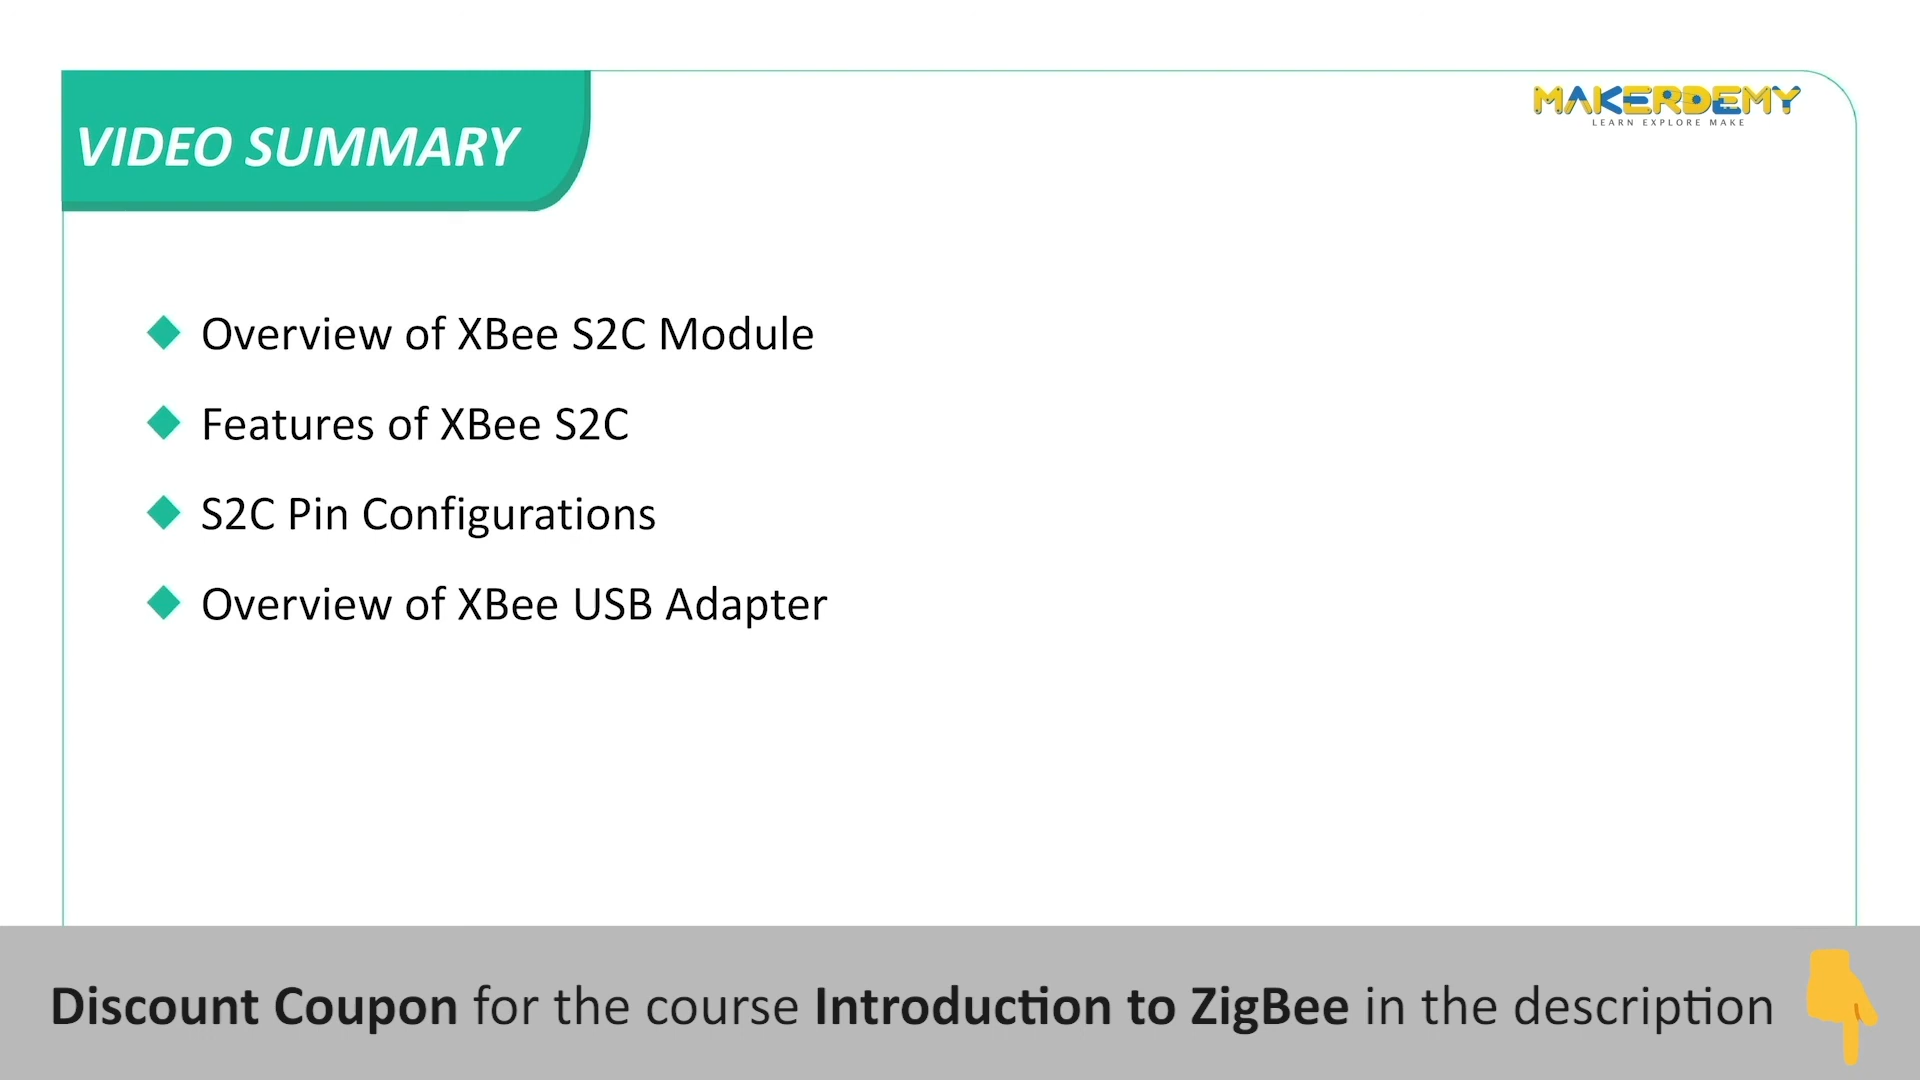 VIDEO SUMMARY
MAKERDEMY
LEARN EXPLORE MAKE
Overview of XBee S2C Module
Features of XBee S2C
S2C Pin Configurations
Overview of XBee USB Adapter
Discount Coupon for the course Introduction to ZigBee in the description